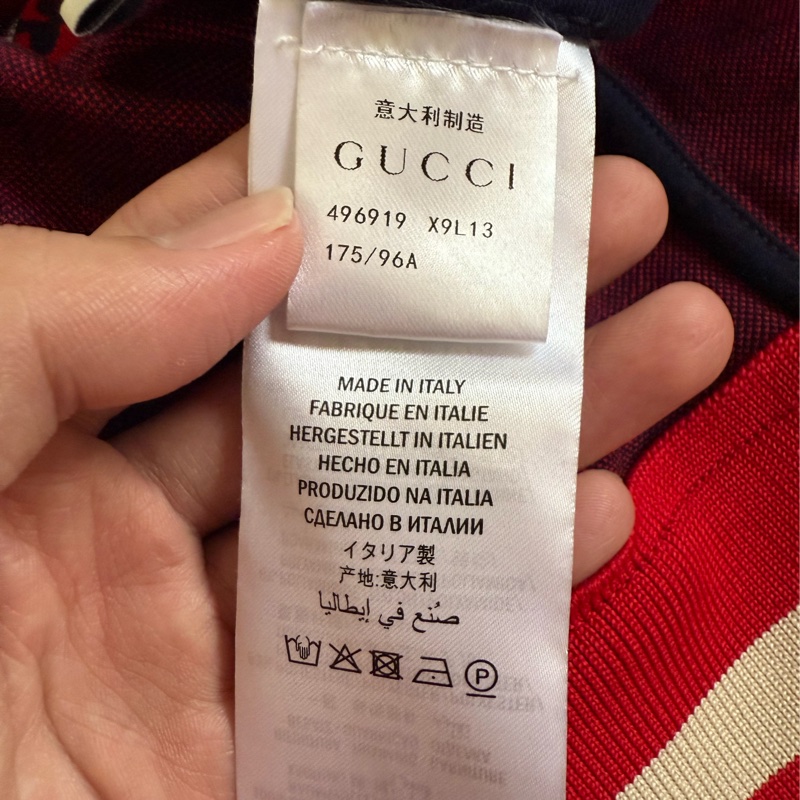 意大利制造
GUCCI
496919 X9L13
175/96A
MADE IN ITALY
FABRIQUE EN ITALIE
HERGESTELLT IN ITALIEN
HECHO EN ITALIA
PRODUZIDO NA ITALIA
СДЕЛАНО В ИТАЛИИ
イタリア製
产地:意大利
صُنع في إيطاليا
P